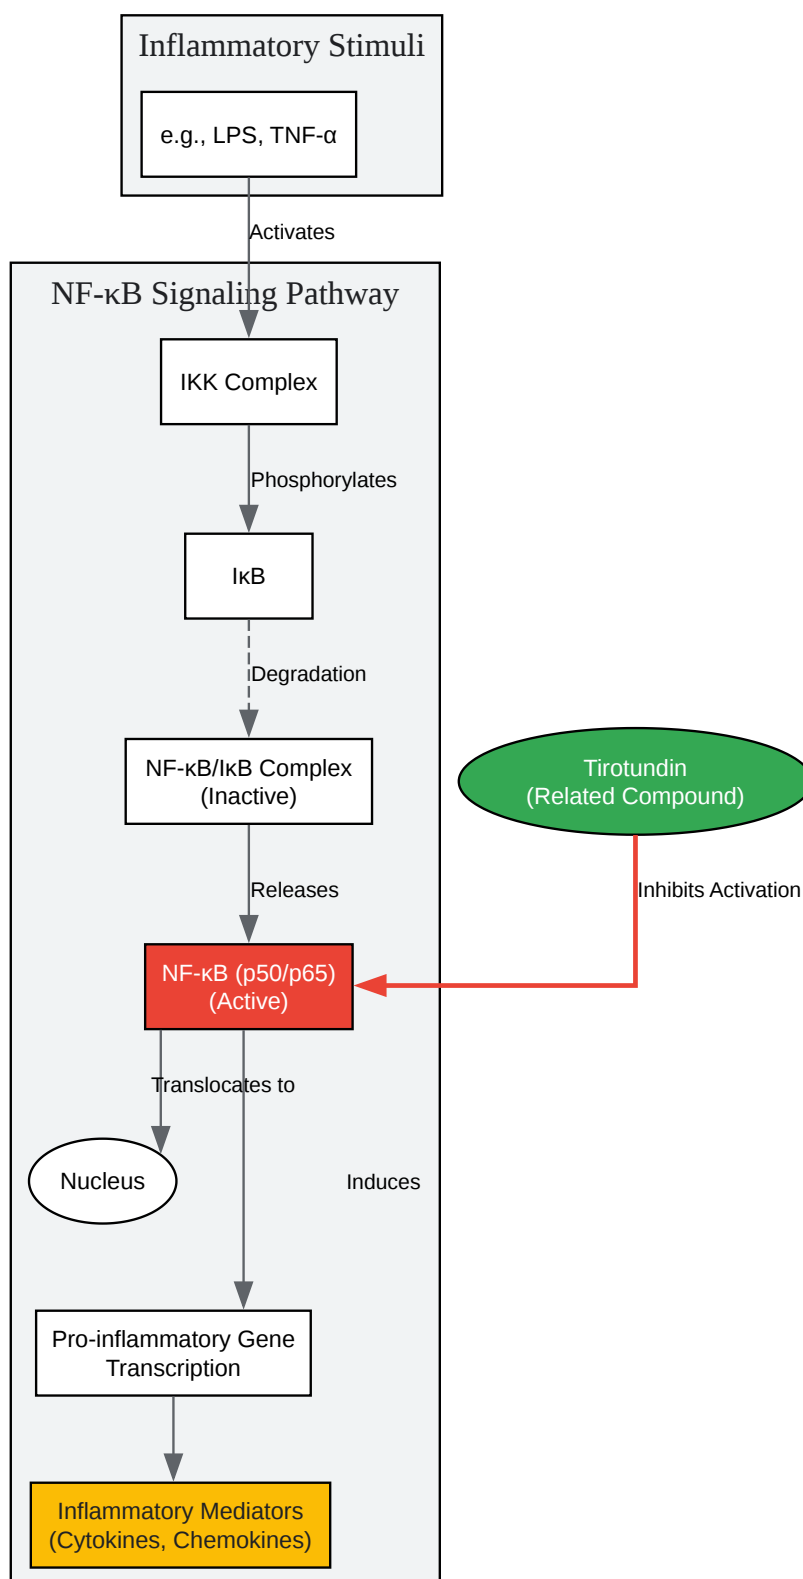 Inflammatory Stimuli
e.g., LPS, TNF-α
Activates
NF-κB Signaling Pathway
IKK Complex
Phosphorylates
IκB
Degradation
NF-κB/IκB Complex
(Inactive)
Tirotundin
(Related Compound)
Releases
Inhibits Activation
NF-κB (p50/p65)
(Active)
Translocates to
Nucleus
Induces
Pro-inflammatory Gene
Transcription
Inflammatory Mediators
(Cytokines, Chemokines)